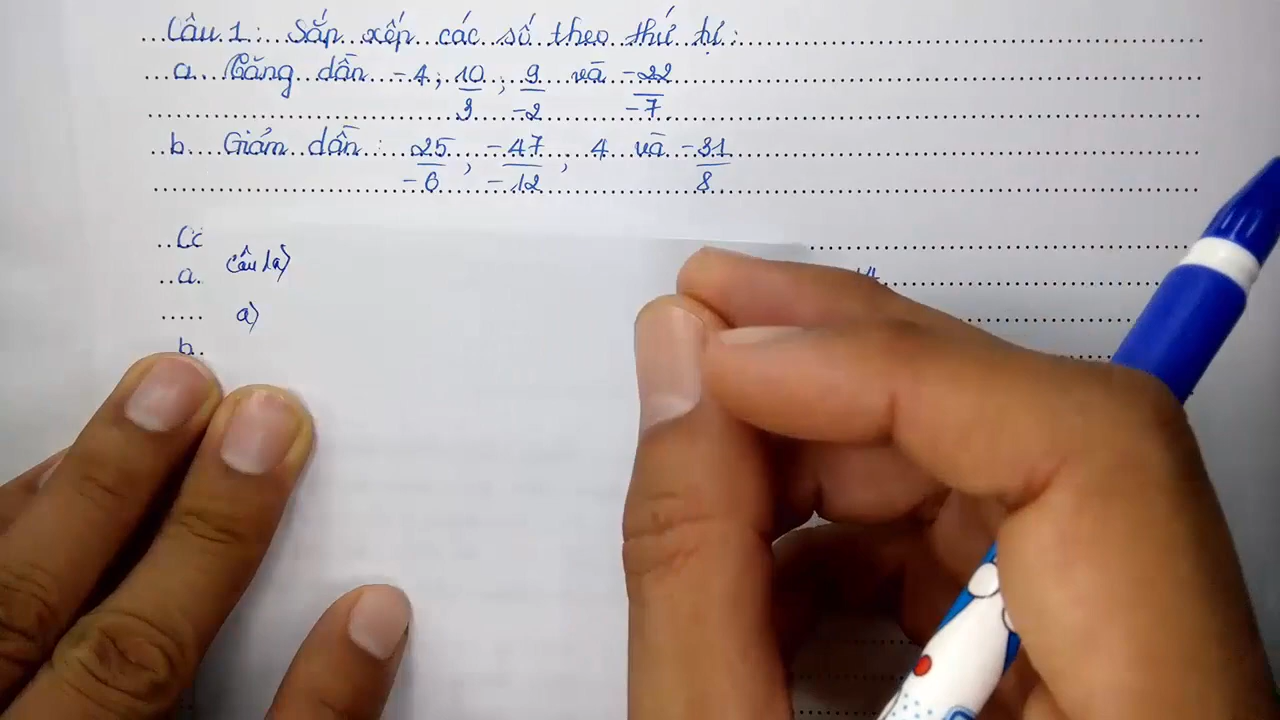 Câu 1: Sắp xếp các số theo thứ tự:
a. Tăng dần -4; 10/3; 9/-2 và -22/-7
b. Giảm dần: 25/-6, -47/-12, 4 và -31/8
a.
Câu 1a)
a)
b.